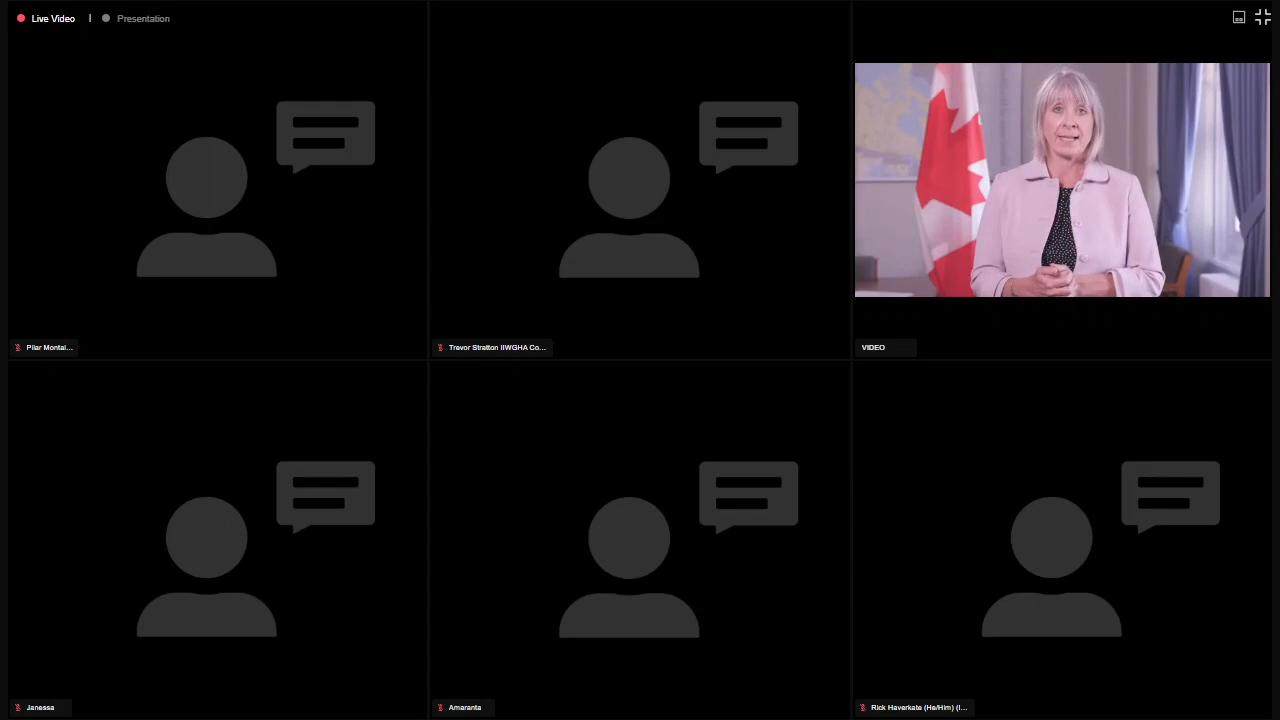 Live Video | Presentation
Pilar Montal...
Trevor Stratton IIWGHA Co...
VIDEO
Janessa
Amaranta
Rick Haverkate (He/Him) (I...